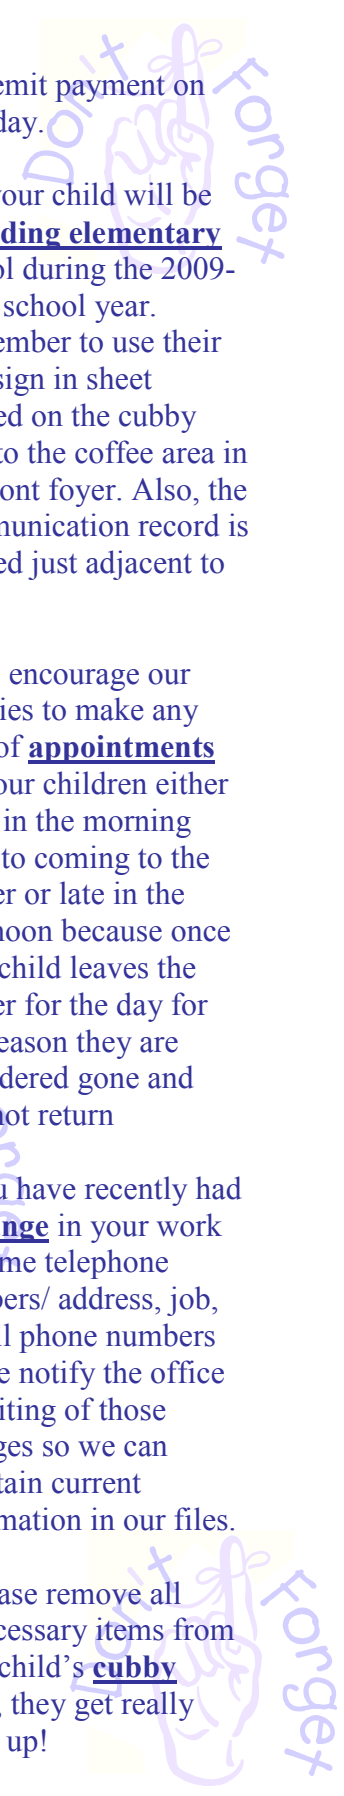 emit payment on
day.
your child will be
ding elementary
ol during the 2009-
school year.
ember to use their
sign in sheet
ed on the cubby
to the coffee area in
ont foyer. Also, the
munication record is
ed just adjacent to
encourage our
ies to make any
of appointments
our children either
in the morning
to coming to the
er or late in the
noon because once
child leaves the
er for the day for
eason they are
dered gone and
not return
u have recently had
nge in your work
me telephone
bers/ address, job,
ll phone numbers
e notify the office
iting of those
ges so we can
tain current
mation in our files.
ase remove all
cessary items from
child's cubby
, they get really
up!
Don't Forget
Don't Forget